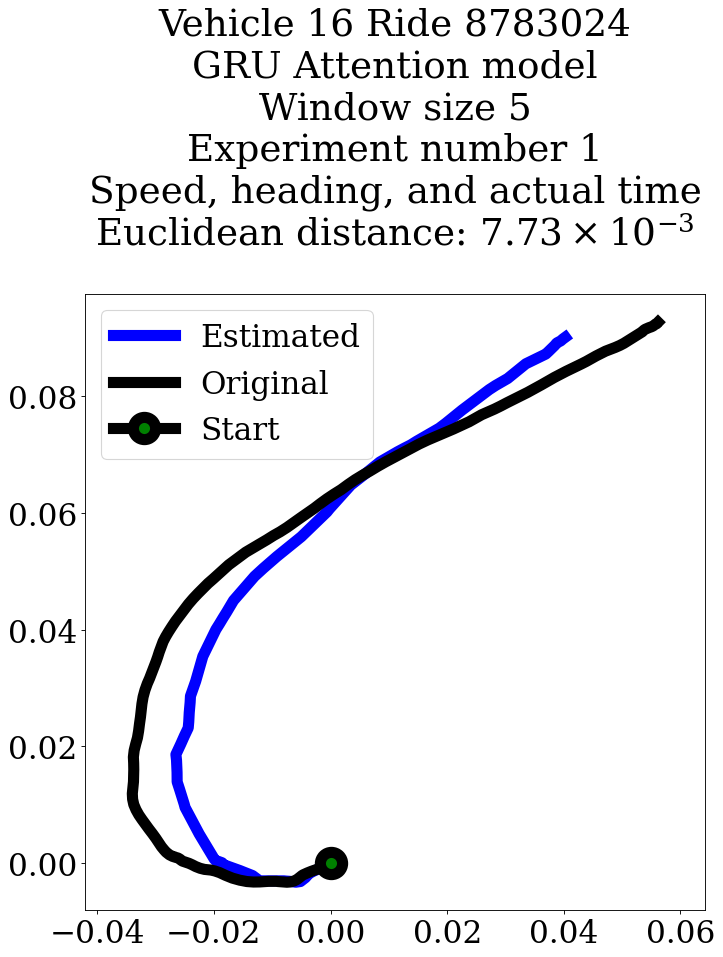 Vehicle 16 Ride 8783024
GRU Attention model
Window size 5
Experiment number 1
Speed, heading, and actual time
Euclidean distance: 7.73 × 10⁻³
Estimated
Original
Start
0.08
0.06
0.04
0.02
0.00
−0.04 −0.02 0.00 0.02 0.04 0.06